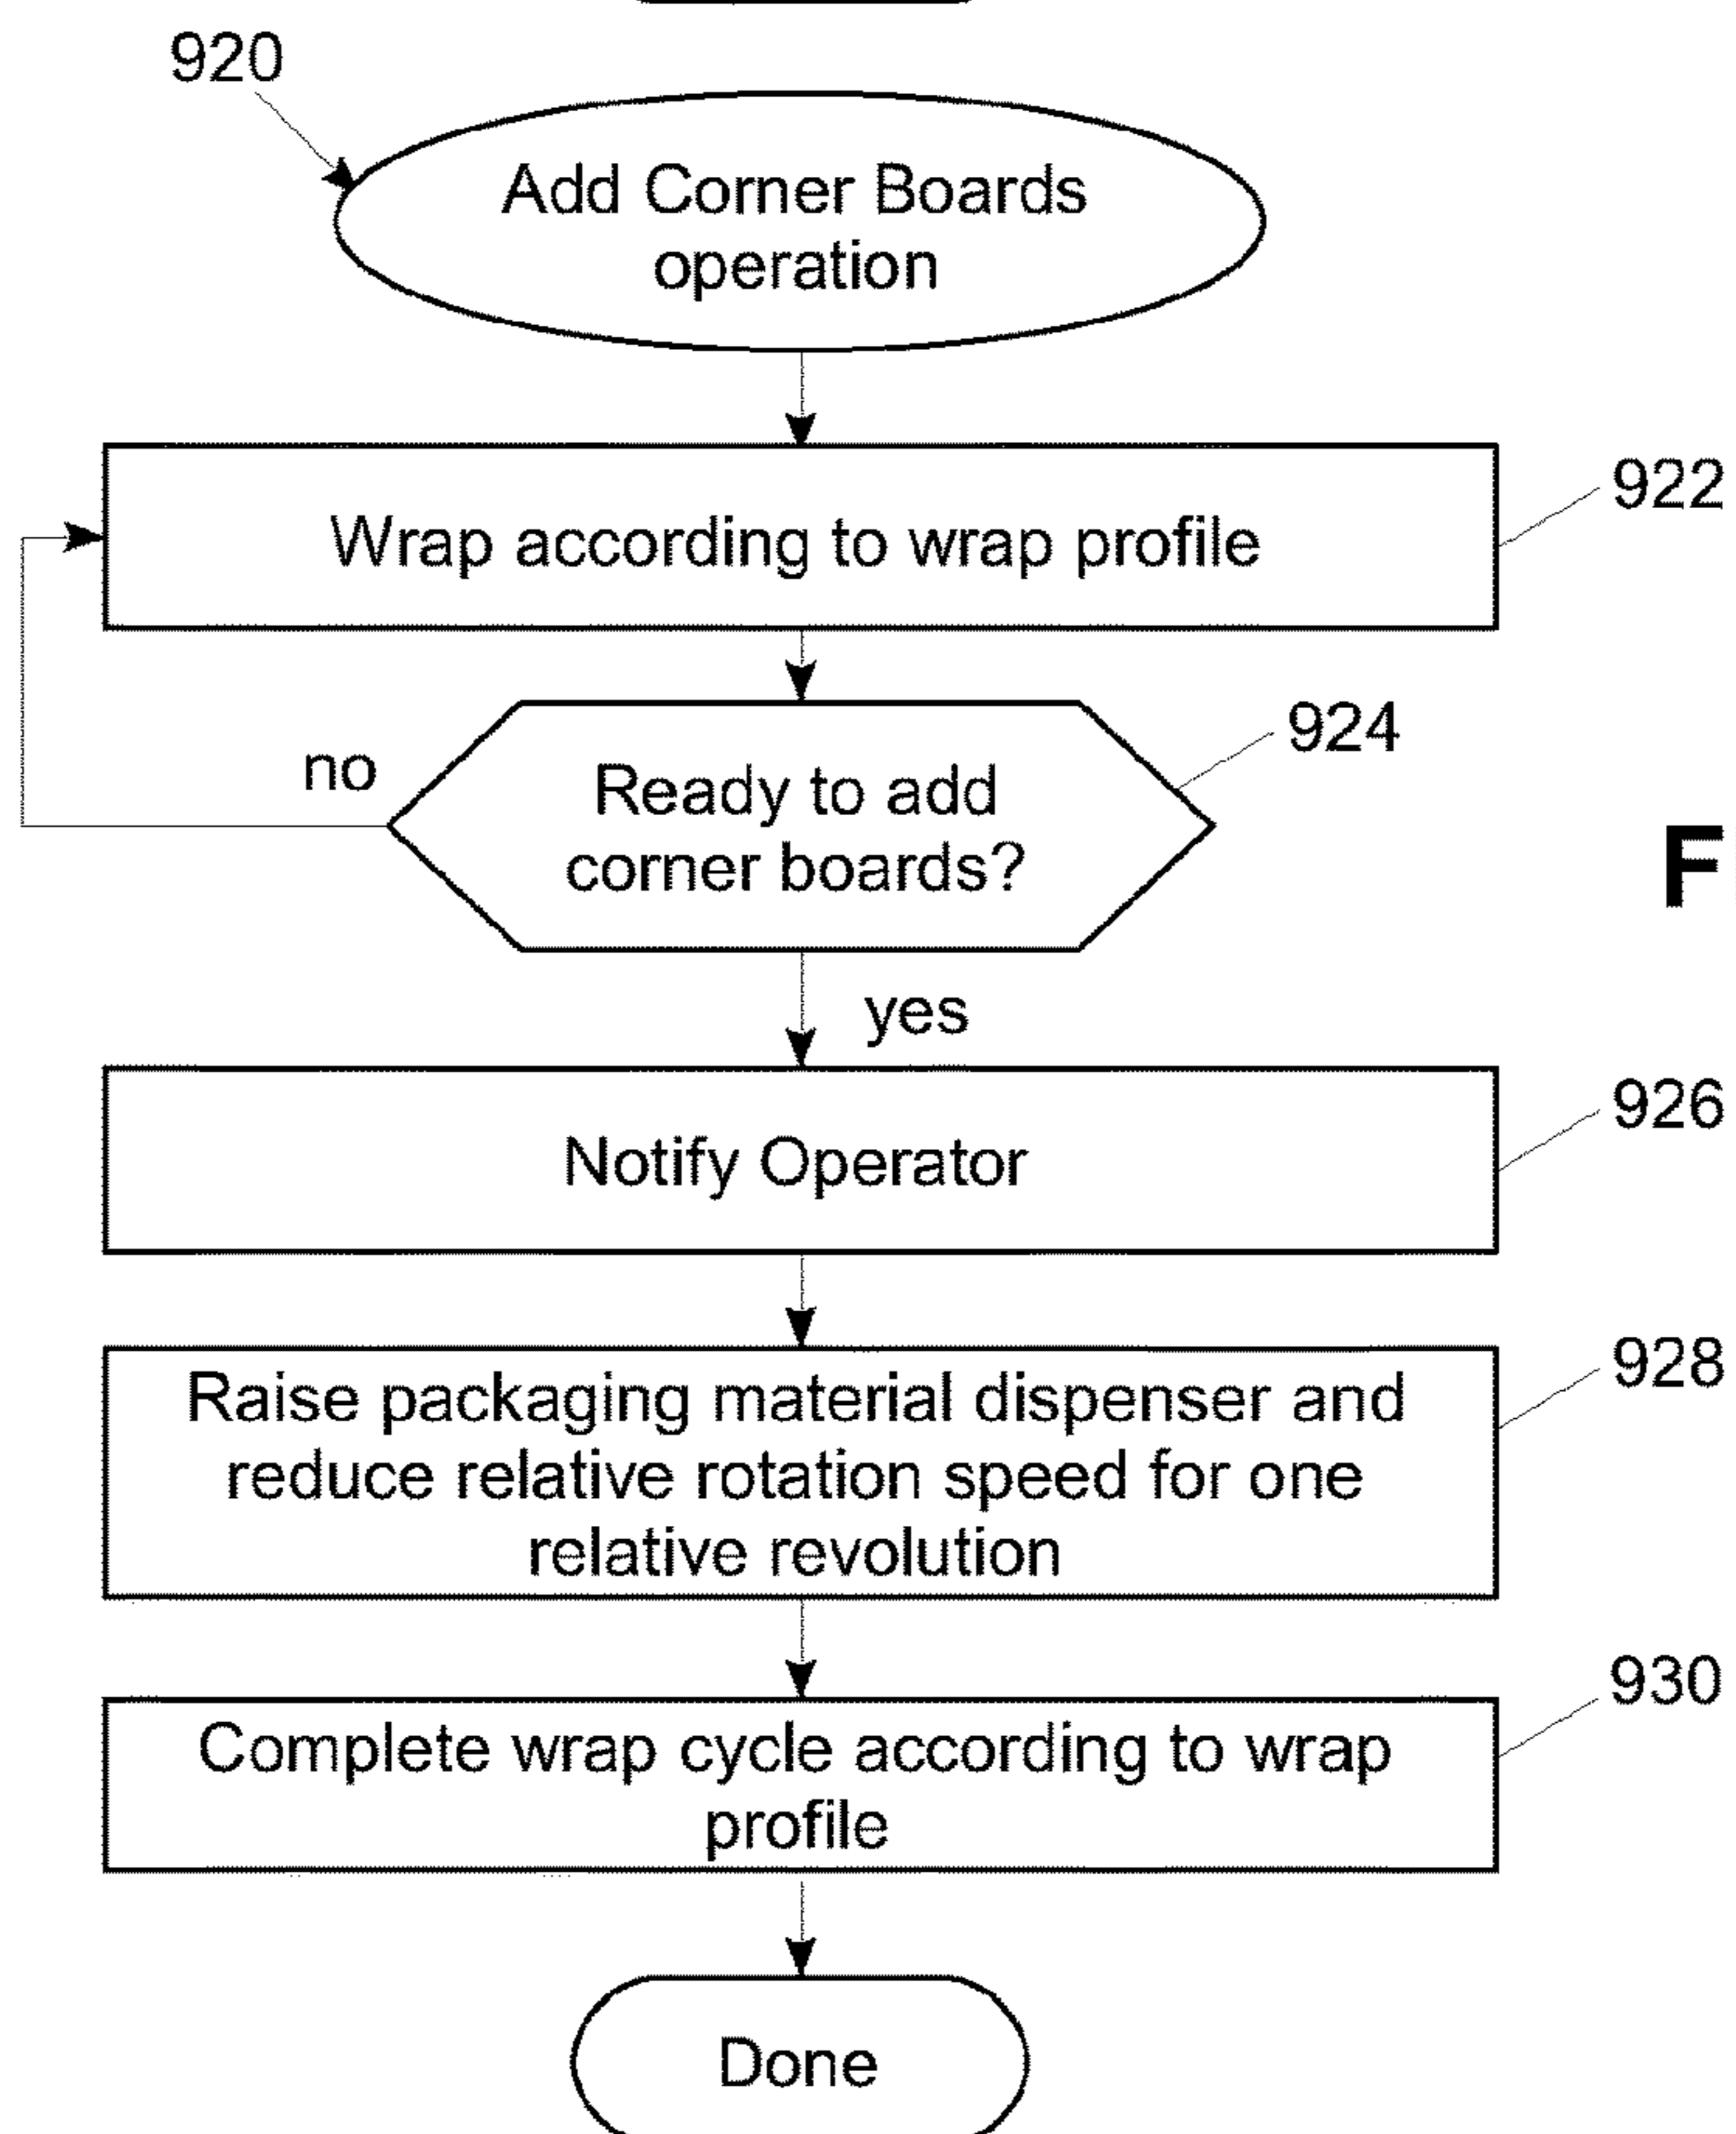 920
Add Corner Boards
operation
Wrap according to wrap profile
922
924
no
Ready to add
corner boards?
F
yes
Notify Operator
926
Raise packaging material dispenser and
reduce relative rotation speed for one
relative revolution
928
Complete wrap cycle according to wrap
profile
930
Done